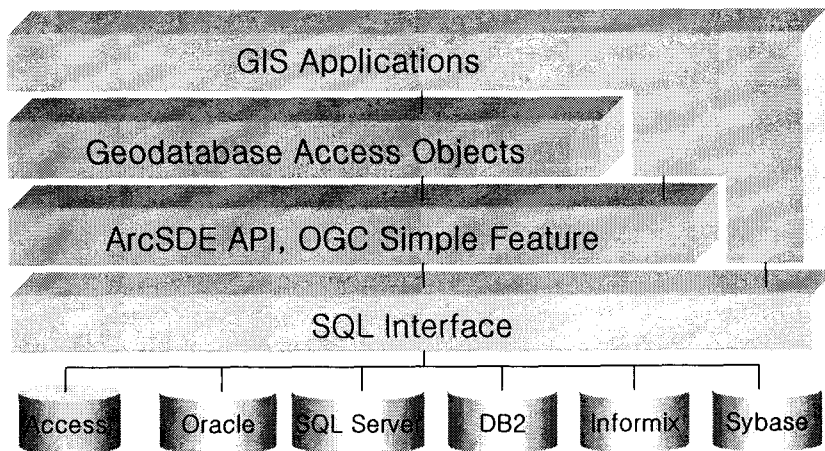 GIS Applications
Geodatabase Access Objects
ArcSDE API, OGC Simple Feature
SQL Interface
Access Oracle SQL Server DB2 Informix Sybase